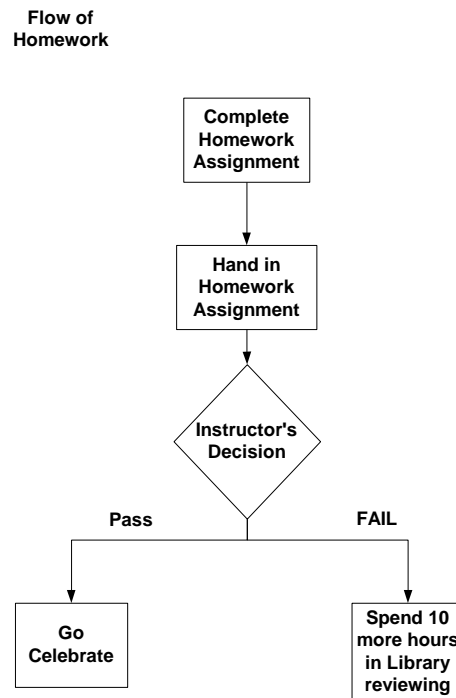 Flow of
Homework
Complete
Homework
Assignment
Hand in
Homework
Assignment
Instructor's
Decision
Pass
FAIL
Go
Celebrate
Spend 10
more hours
in Library
reviewing